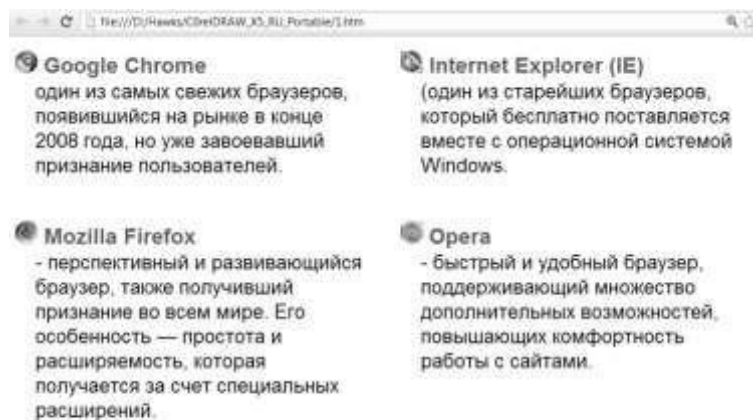 file:///D:/Hawks/C0relDRAW_X5_RU_Portable/1.htm
Google Chrome
один из самых свежих браузеров,
появившийся на рынке в конце
2008 года, но уже завоевавший
признание пользователей.
Internet Explorer (IE)
(один из старейших браузеров,
который бесплатно поставляется
вместе с операционной системой
Windows.
Mozilla Firefox
- перспективный и развивающийся
браузер, также получивший
признание во всем мире. Его
особенность — простота и
расширяемость, которая
получается за счет специальных
расширений.
Opera
- быстрый и удобный браузер,
поддерживающий множество
дополнительных возможностей,
повышающих комфортность
работы с сайтами.